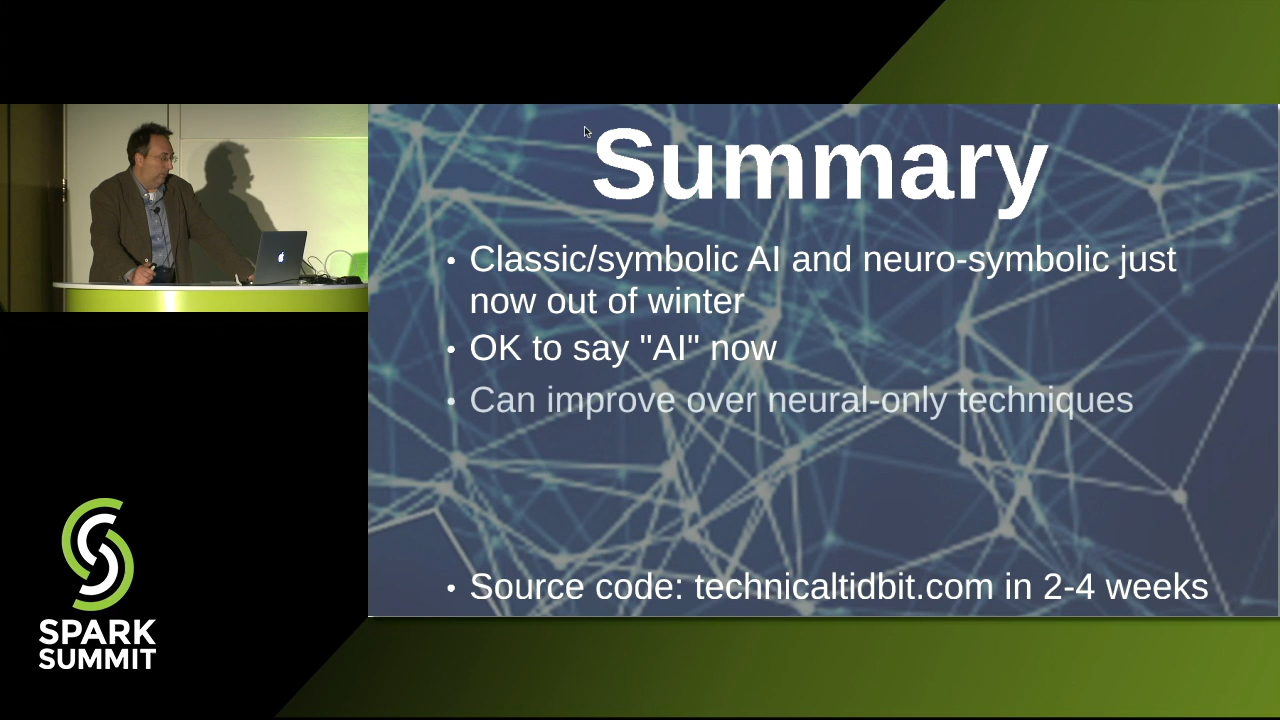 Summary
• Classic/symbolic AI and neuro-symbolic just
now out of winter
• OK to say "AI" now
• Can improve over neural-only techniques
• Source code: technicaltidbit.com in 2-4 weeks
SPARK
SUMMIT